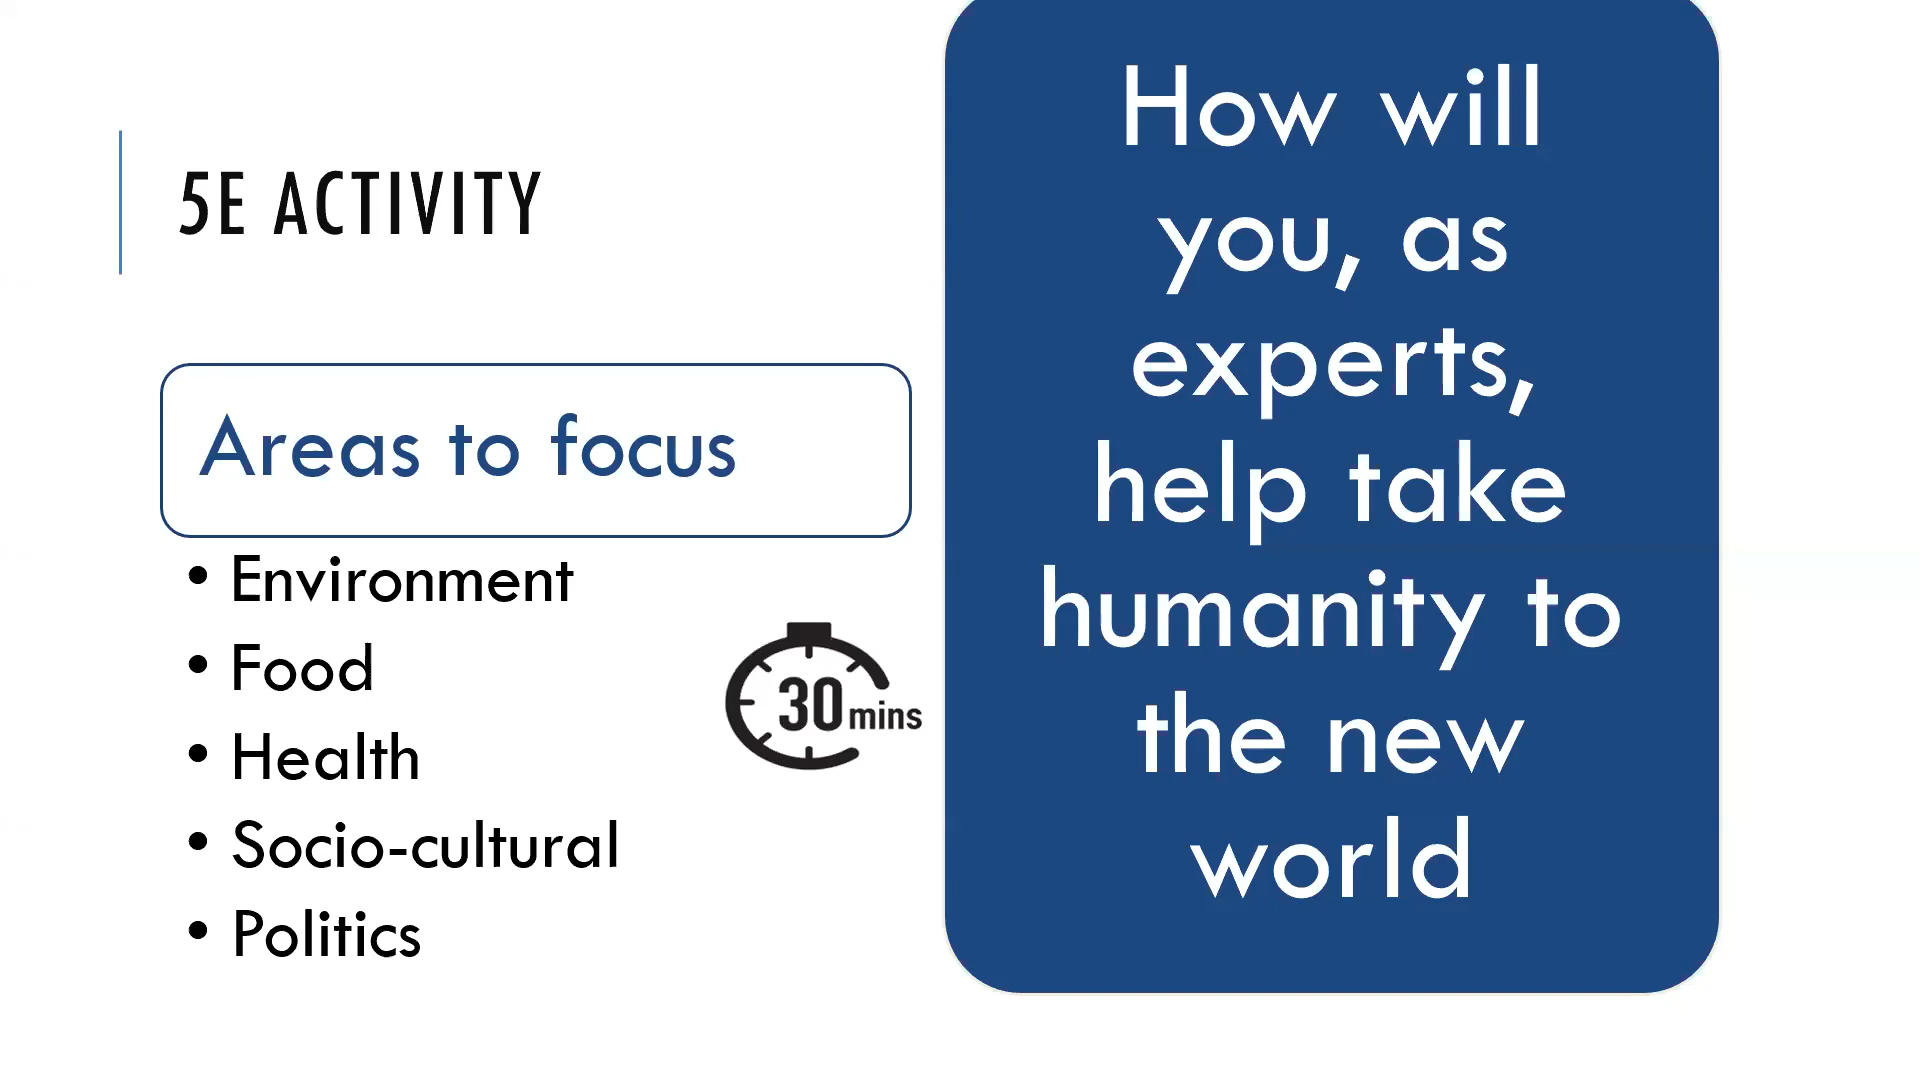 5E ACTIVITY
Areas to focus
• Environment
• Food
• Health
• Socio-cultural
• Politics
30 mins
How will
you, as
experts,
help take
humanity to
the new
world